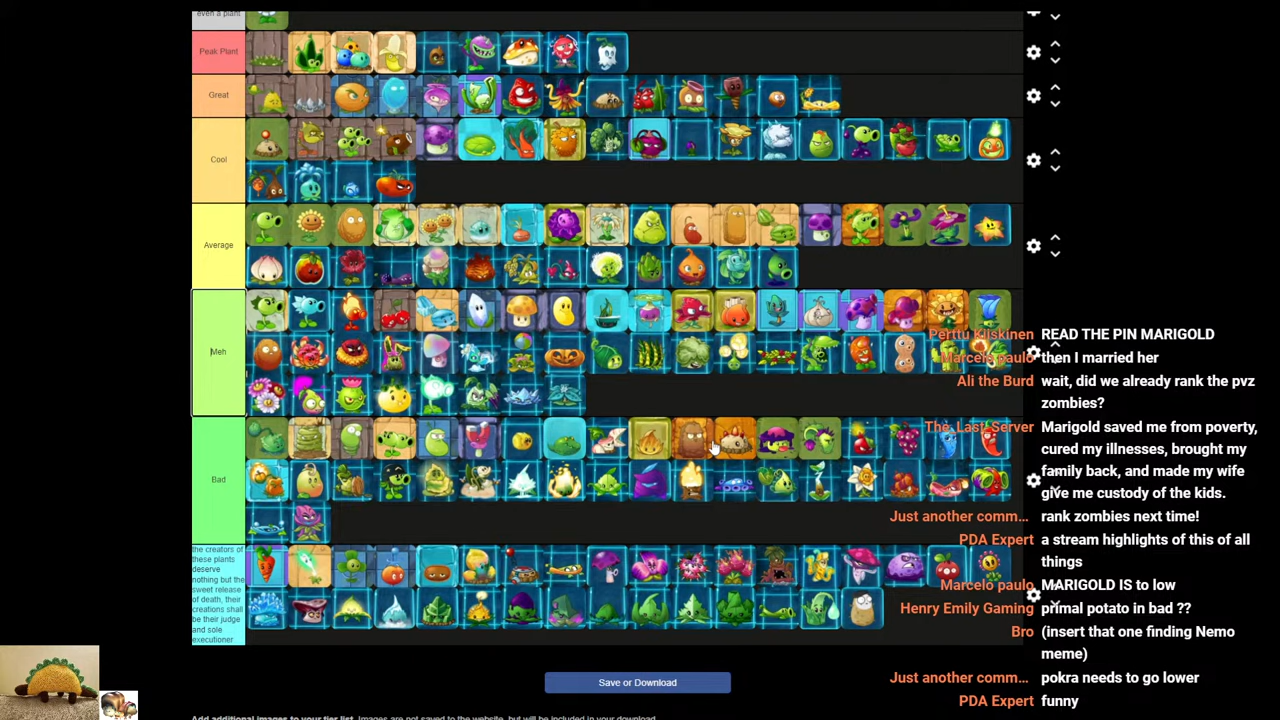 even a plant
Peak Plant
Great
Cool
Average
Meh
Bad
the creators of
these plants
deserve
nothing but the
sweet release
of death, their
creations shall
be their judge
and sole
executioner
Save or Download
Add additional images to your tier list. Images are not saved to the website, but will be included in your download.
Perttu Kiiskinen READ THE PIN MARIGOLD
Marcelo paulo then I married her
Ali the Burd wait, did we already rank the pvz
zombies?
The_Last_Server Marigold saved me from poverty,
cured my illnesses, brought my
family back, and made my wife
give me custody of the kids.
Just another comm… rank zombies next time!
PDA Expert a stream highlights of this of all
things
Marcelo paulo MARIGOLD IS to low
Henry Emily Gaming primal potato in bad ??
Bro (insert that one finding Nemo
meme)
Just another comm… pokra needs to go lower
PDA Expert funny